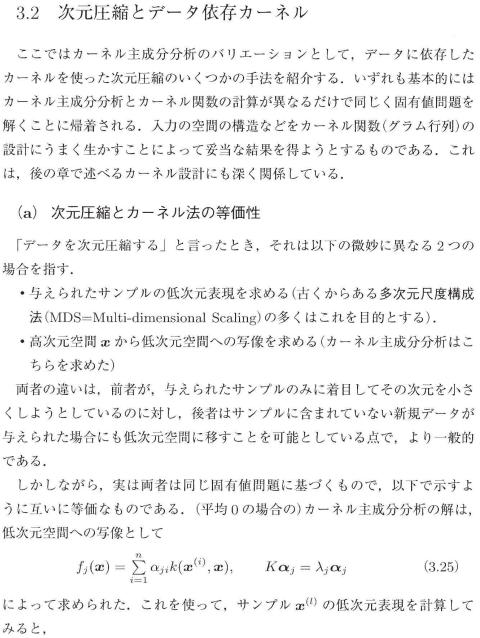 3.2 次元圧縮とデータ依存カーネル
ここではカーネル主成分分析のバリエーションとして，データに依存した
カーネルを使った次元圧縮のいくつかの手法を紹介する．いずれも基本的には
カーネル主成分分析とカーネル関数の計算が異なるだけで同じく固有値問題を
解くことに帰着される．入力の空間の構造などをカーネル関数(グラム行列)の
設計にうまく生かすことによって妥当な結果を得ようとするものである．これ
は，後の章で述べるカーネル設計にも深く関係している．
(a) 次元圧縮とカーネル法の等価性
「データを次元圧縮する」と言ったとき，それは以下の微妙に異なる2つの
場合を指す．
・与えられたサンプルの低次元表現を求める(古くからある多次元尺度構成
法(MDS=Multi-dimensional Scaling)の多くはこれを目的とする)．
・高次元空間 x から低次元空間への写像を求める(カーネル主成分分析はこ
ちらを求めた)
両者の違いは，前者が，与えられたサンプルのみに着目してその次元を小さ
くしようとしているのに対し，後者はサンプルに含まれていない新規データが
与えられた場合にも低次元空間に移すことを可能としている点で，より一般的
である．
しかしながら，実は両者は同じ固有値問題に基づくもので，以下で示すよ
うに互いに等価なものである．(平均0の場合の)カーネル主成分分析の解は，
低次元空間への写像として
f_j(x) = Σ_{i=1}^{n} α_{ji}k(x^{(i)}, x), Kα_j = λ_jα_j (3.25)
によって求められた．これを使って，サンプル x^{(l)} の低次元表現を計算して
みると，